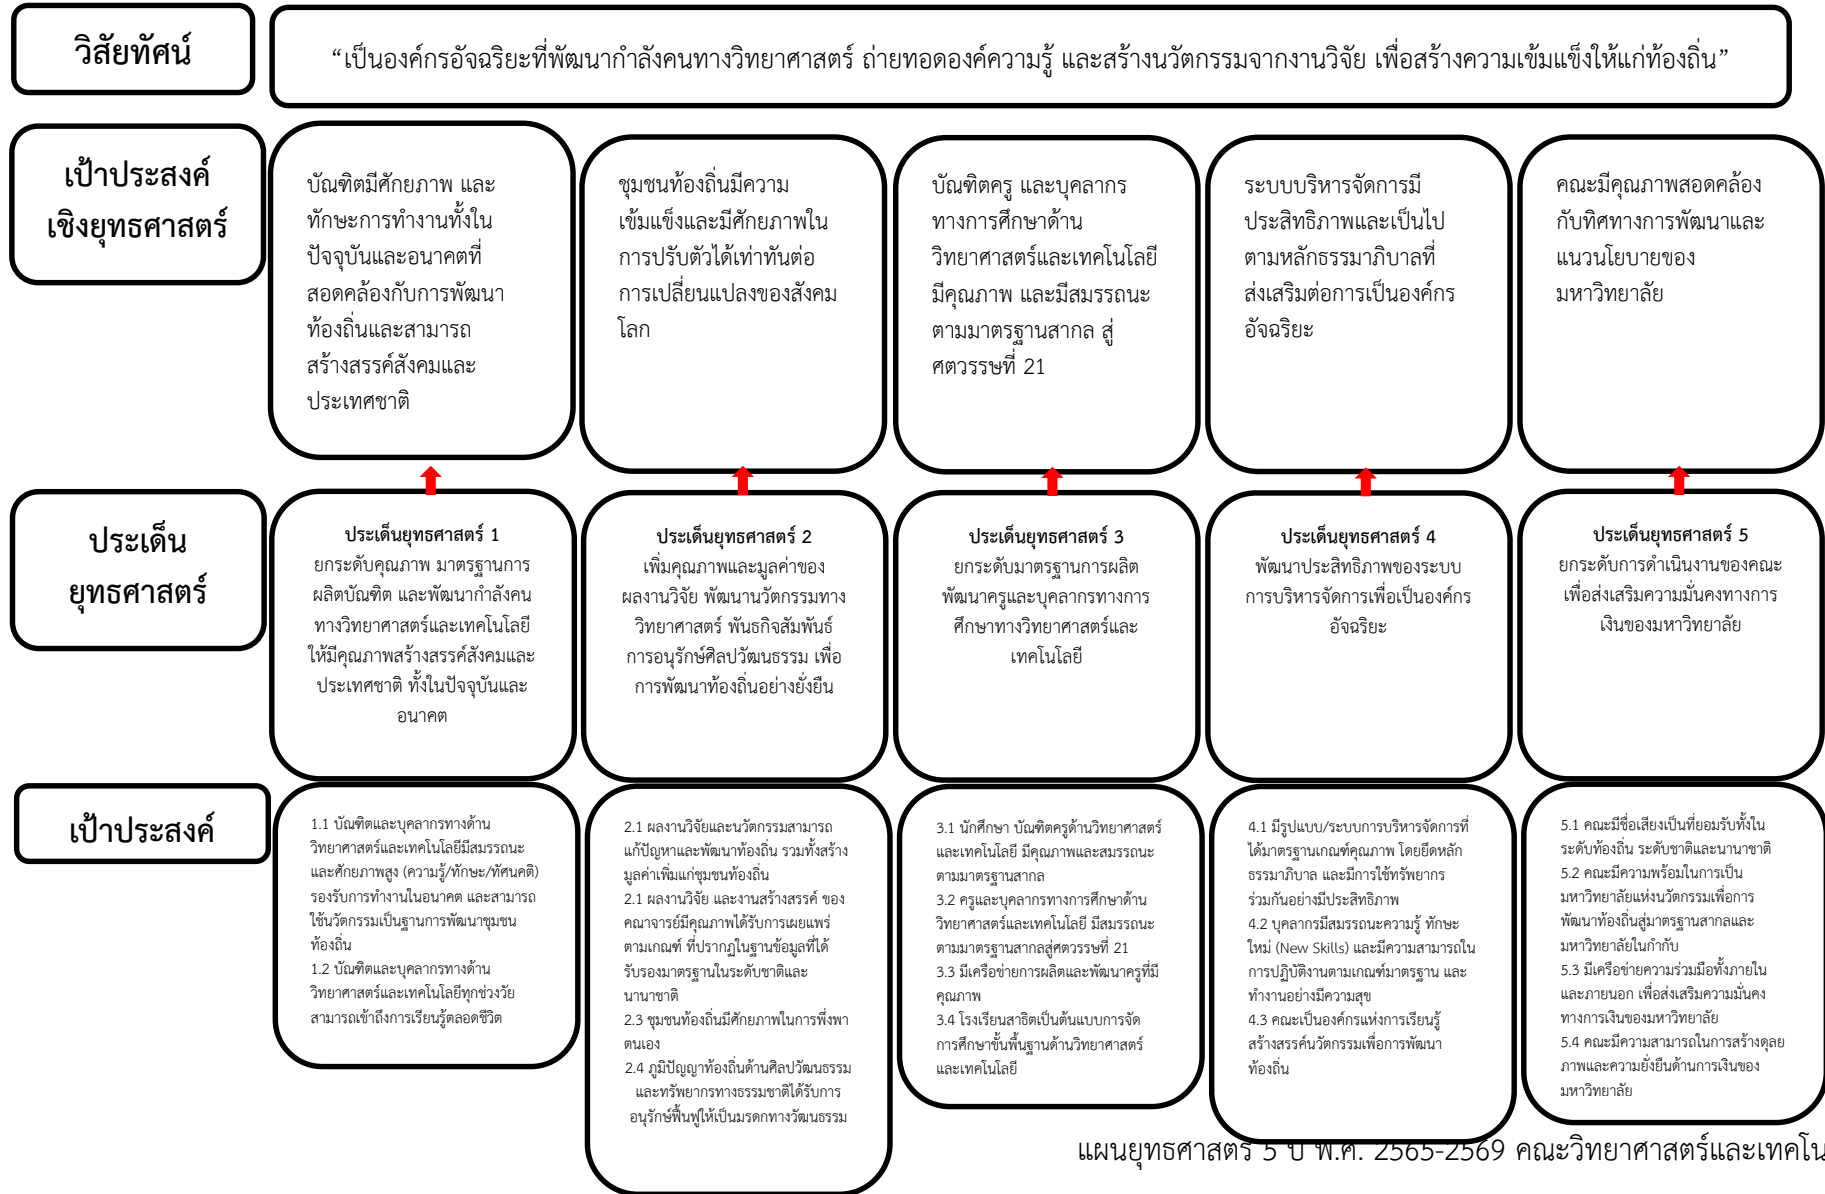 วิสัยทัศน์
“เป็นองค์กรอัจฉริยะที่พัฒนากำลังคนทางวิทยาศาสตร์ ถ่ายทอดองค์ความรู้ และสร้างนวัตกรรมจากงานวิจัย เพื่อสร้างความเข้มแข็งให้แก่ท้องถิ่น”
เป้าประสงค์
เชิงยุทธศาสตร์
บัณฑิตมีศักยภาพ และ
ทักษะการทำงานทั้งใน
ปัจจุบันและอนาคตที่
สอดคล้องกับการพัฒนา
ท้องถิ่นและสามารถ
สร้างสรรค์สังคมและ
ประเทศชาติ
ชุมชนท้องถิ่นมีความ
เข้มแข็งและมีศักยภาพใน
การปรับตัวได้เท่าทันต่อ
การเปลี่ยนแปลงของสังคม
โลก
บัณฑิตครู และบุคลากร
ทางการศึกษาด้าน
วิทยาศาสตร์และเทคโนโลยี
มีคุณภาพ และมีสมรรถนะ
ตามมาตรฐานสากล สู่
ศตวรรษที่ 21
ระบบบริหารจัดการมี
ประสิทธิภาพและเป็นไป
ตามหลักธรรมาภิบาลที่
ส่งเสริมต่อการเป็นองค์กร
อัจฉริยะ
คณะมีคุณภาพสอดคล้อง
กับทิศทางการพัฒนาและ
แนวนโยบายของ
มหาวิทยาลัย
ประเด็น
ยุทธศาสตร์
ประเด็นยุทธศาสตร์ 1
ยกระดับคุณภาพ มาตรฐานการ
ผลิตบัณฑิต และพัฒนากำลังคน
ทางวิทยาศาสตร์และเทคโนโลยี
ให้มีคุณภาพสร้างสรรค์สังคมและ
ประเทศชาติ ทั้งในปัจจุบันและ
อนาคต
ประเด็นยุทธศาสตร์ 2
เพิ่มคุณภาพและมูลค่าของ
ผลงานวิจัย พัฒนานวัตกรรมทาง
วิทยาศาสตร์ พันธกิจสัมพันธ์
การอนุรักษ์ศิลปวัฒนธรรม เพื่อ
การพัฒนาท้องถิ่นอย่างยั่งยืน
ประเด็นยุทธศาสตร์ 3
ยกระดับมาตรฐานการผลิต
พัฒนาครูและบุคลากรทางการ
ศึกษาทางวิทยาศาสตร์และ
เทคโนโลยี
ประเด็นยุทธศาสตร์ 4
พัฒนาประสิทธิภาพของระบบ
การบริหารจัดการเพื่อเป็นองค์กร
อัจฉริยะ
ประเด็นยุทธศาสตร์ 5
ยกระดับการดำเนินงานของคณะ
เพื่อส่งเสริมความมั่นคงทางการ
เงินของมหาวิทยาลัย
เป้าประสงค์
1.1 บัณฑิตและบุคลากรทางด้าน
วิทยาศาสตร์และเทคโนโลยีมีสมรรถนะ
และศักยภาพสูง (ความรู้/ทักษะ/ทัศนคติ)
รองรับการทำงานในอนาคต และสามารถ
ใช้นวัตกรรมเป็นฐานการพัฒนาชุมชน
ท้องถิ่น
1.2 บัณฑิตและบุคลากรทางด้าน
วิทยาศาสตร์และเทคโนโลยีทุกช่วงวัย
สามารถเข้าถึงการเรียนรู้ตลอดชีวิต
2.1 ผลงานวิจัยและนวัตกรรมสามารถ
แก้ปัญหาและพัฒนาท้องถิ่น รวมทั้งสร้าง
มูลค่าเพิ่มแก่ชุมชนท้องถิ่น
2.1 ผลงานวิจัย และงานสร้างสรรค์ ของ
คณาจารย์มีคุณภาพได้รับการเผยแพร่
ตามเกณฑ์ ที่ปรากฏในฐานข้อมูลที่ได้
รับรองมาตรฐานในระดับชาติและ
นานาชาติ
2.3 ชุมชนท้องถิ่นมีศักยภาพในการพึ่งพา
ตนเอง
2.4 ภูมิปัญญาท้องถิ่นด้านศิลปวัฒนธรรม
และทรัพยากรทางธรรมชาติได้รับการ
อนุรักษ์ฟื้นฟูให้เป็นมรดกทางวัฒนธรรม
3.1 นักศึกษา บัณฑิตครูด้านวิทยาศาสตร์
และเทคโนโลยี มีคุณภาพและสมรรถนะ
ตามมาตรฐานสากล
3.2 ครูและบุคลากรทางการศึกษาด้าน
วิทยาศาสตร์และเทคโนโลยี มีสมรรถนะ
ตามมาตรฐานสากลสู่ศตวรรษที่ 21
3.3 มีเครือข่ายการผลิตและพัฒนาครูที่มี
คุณภาพ
3.4 โรงเรียนสาธิตเป็นต้นแบบการจัด
การศึกษาขั้นพื้นฐานด้านวิทยาศาสตร์
และเทคโนโลยี
4.1 มีรูปแบบ/ระบบการบริหารจัดการที่
ได้มาตรฐานเกณฑ์คุณภาพ โดยยึดหลัก
ธรรมาภิบาล และมีการใช้ทรัพยากร
ร่วมกันอย่างมีประสิทธิภาพ
4.2 บุคลากรมีสมรรถนะความรู้ ทักษะ
ใหม่ (New Skills) และมีความสามารถใน
การปฏิบัติงานตามเกณฑ์มาตรฐาน และ
ทำงานอย่างมีความสุข
4.3 คณะเป็นองค์กรแห่งการเรียนรู้
สร้างสรรค์นวัตกรรมเพื่อการพัฒนา
ท้องถิ่น
5.1 คณะมีชื่อเสียงเป็นที่ยอมรับทั้งใน
ระดับท้องถิ่น ระดับชาติและนานาชาติ
5.2 คณะมีความพร้อมในการเป็น
มหาวิทยาลัยแห่งนวัตกรรมเพื่อการ
พัฒนาท้องถิ่นสู่มาตรฐานสากลและ
มหาวิทยาลัยในกำกับ
5.3 มีเครือข่ายความร่วมมือทั้งภายใน
และภายนอก เพื่อส่งเสริมความมั่นคง
ทางการเงินของมหาวิทยาลัย
5.4 คณะมีความสามารถในการสร้างดุลย
ภาพและความยั่งยืนด้านการเงินของ
มหาวิทยาลัย
แผนยุทธศาสตร์ 5 ปี พ.ศ. 2565-2569 คณะวิทยาศาสตร์และเทคโน